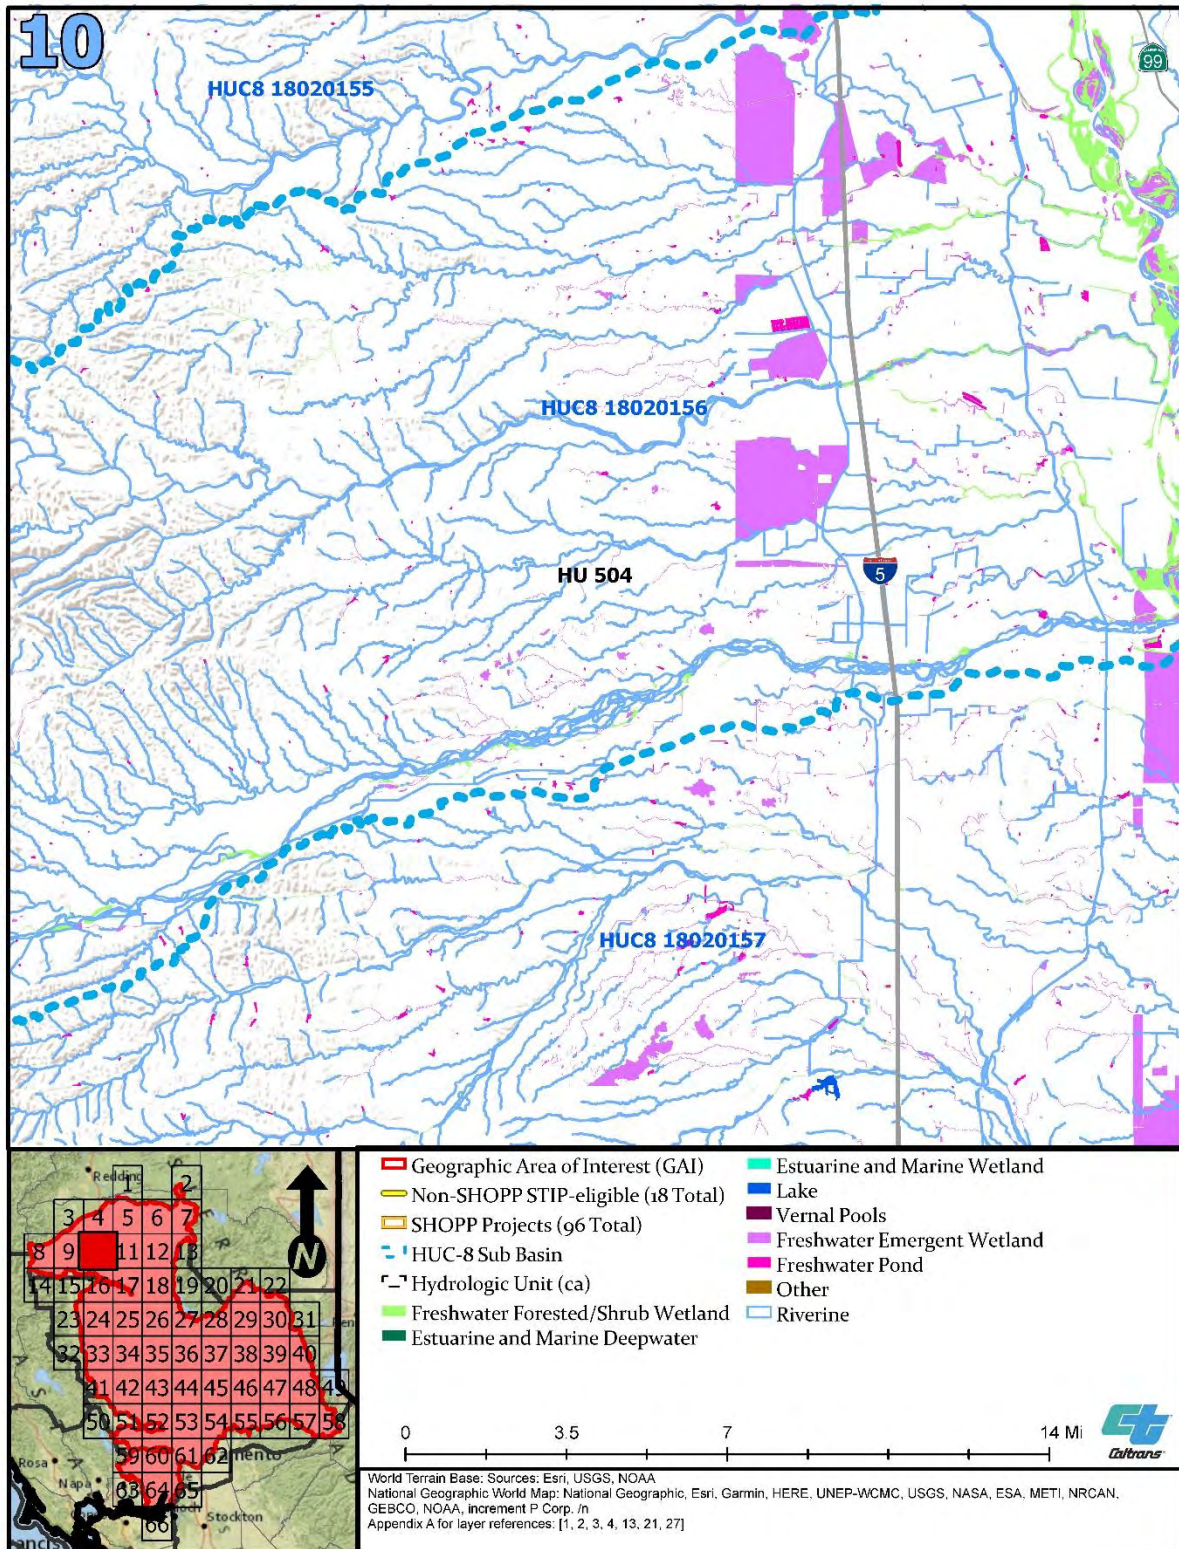 10
HUC8 18020155
99
HUC8 18020156
HU 504
5
HUC8 18020157
Redding
1 2
3 4 5 6 7
8 9 11 12 13
14 15 16 17 18 19 20 21 22
23 24 25 26 27 28 29 30 31
32 33 34 35 36 37 38 39 40
41 42 43 44 45 46 47 48 49
50 51 52 53 54 55 56 57 58
59 60 61 62
Rosa
Napa
63 64 65
Stockton
66
N
Geographic Area of Interest (GAI)
Non-SHOPP STIP-eligible (18 Total)
SHOPP Projects (96 Total)
HUC-8 Sub Basin
Hydrologic Unit (ca)
Freshwater Forested/Shrub Wetland
Estuarine and Marine Deepwater
Estuarine and Marine Wetland
Lake
Vernal Pools
Freshwater Emergent Wetland
Freshwater Pond
Other
Riverine
0 3.5 7 14 Mi
Caltrans
World Terrain Base: Sources: Esri, USGS, NOAA
National Geographic World Map: National Geographic, Esri, Garmin, HERE, UNEP-WCMC, USGS, NASA, ESA, METI, NRCAN,
GEBCO, NOAA, increment P Corp. /n
Appendix A for layer references: [1, 2, 3, 4, 13, 21, 27]